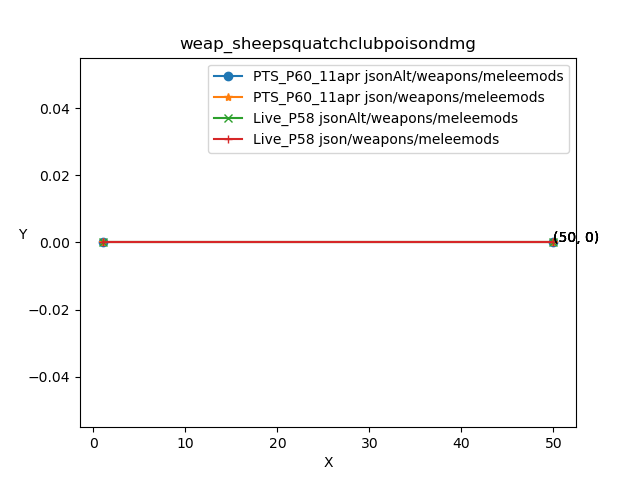 weap_sheepsquatchclubpoisondmg
PTS_P60_11apr jsonAlt/weapons/meleemods
PTS_P60_11apr json/weapons/meleemods
Live_P58 jsonAlt/weapons/meleemods
Live_P58 json/weapons/meleemods
0.04
0.02
Y
0.00
(50, 0)
−0.02
−0.04
0 10 20 30 40 50
X